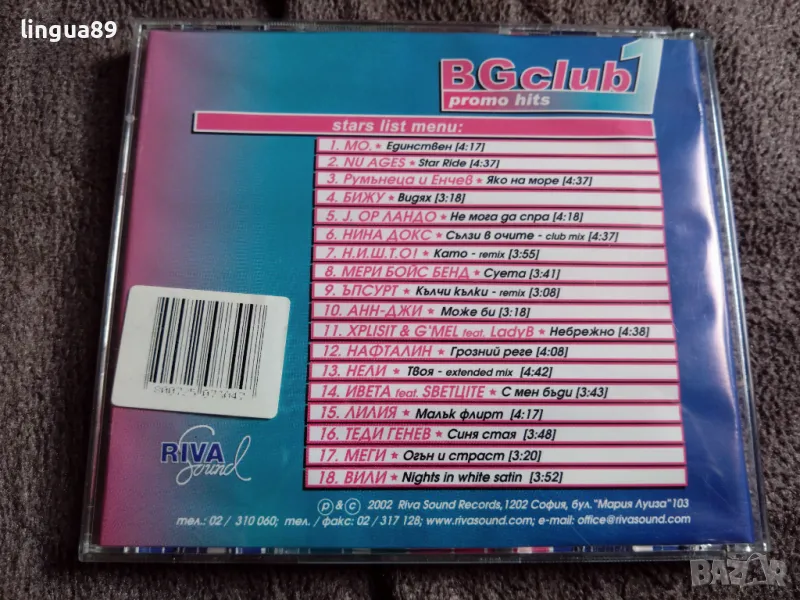 lingua89
BGclub 1
promo hits
stars list menu:
1. МО. * Единствен [4:17]
2. NU AGES * Star Ride [4:37]
3. Румънеца и Енчев * Яко на море [4:37]
4. БИЖУ * Видях [3:18]
5. J. ОР ЛАНДО * Не мога да спра [4:18]
6. НИНА ДОКС * Сълзи в очите - club mix [4:37]
7. Н.И.Ш.Т.О! * Като - remix [3:55]
8. МЕРИ БОЙС БЕНД * Суета [3:41]
9. ЪПСУРТ * Кълчи кълки - remix [3:08]
10. АНН-ДЖИ * Може би [3:18]
11. XPLISIT & G'MEL feat. LadyB * Небрежно [4:38]
12. НАФТАЛИН * Грозний реге [4:08]
13. НЕЛИ * Твоя - extended mix [4:42]
14. ИВЕТА feat. SВЕТЦITE * С мен бъди [3:43]
15. ЛИЛИЯ * Малък флирт [4:17]
16. ТЕДИ ГЕНЕВ * Синя стая [3:48]
17. МЕГИ * Огън и страст [3:20]
18. ВИЛИ * Nights in white satin [3:52]
RIVA
Sound
p & c 2002 Riva Sound Records, 1202 София, бул. "Мария Луиза" 103
тел.: 02 / 310 060; тел. / факс: 02 / 317 128; www.rivasound.com; e-mail: office@rivasound.com
BAZAR